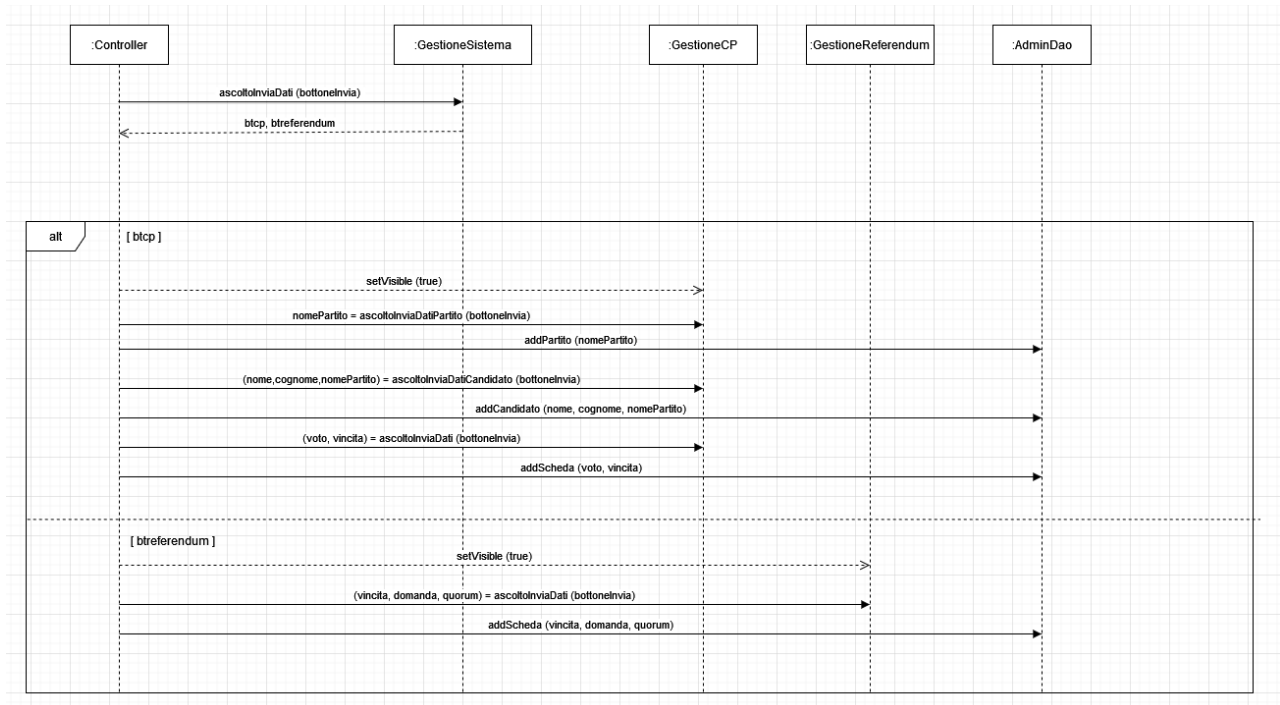 :Controller
:GestioneSistema
:GestioneCP
:GestioneReferendum
:AdminDao
ascoltoInviaDati (bottoneInvia)
btcp, btreferendum
alt
[ btcp ]
setVisible (true)
nomePartito = ascoltoInviaDatiPartito (bottoneInvia)
addPartito (nomePartito)
(nome,cognome,nomePartito) = ascoltoInviaDatiCandidato (bottoneInvia)
addCandidato (nome, cognome, nomePartito)
(voto, vincita) = ascoltoInviaDati (bottoneInvia)
addScheda (voto, vincita)
[ btreferendum ]
setVisible (true)
(vincita, domanda, quorum) = ascoltoInviaDati (bottoneInvia)
addScheda (vincita, domanda, quorum)